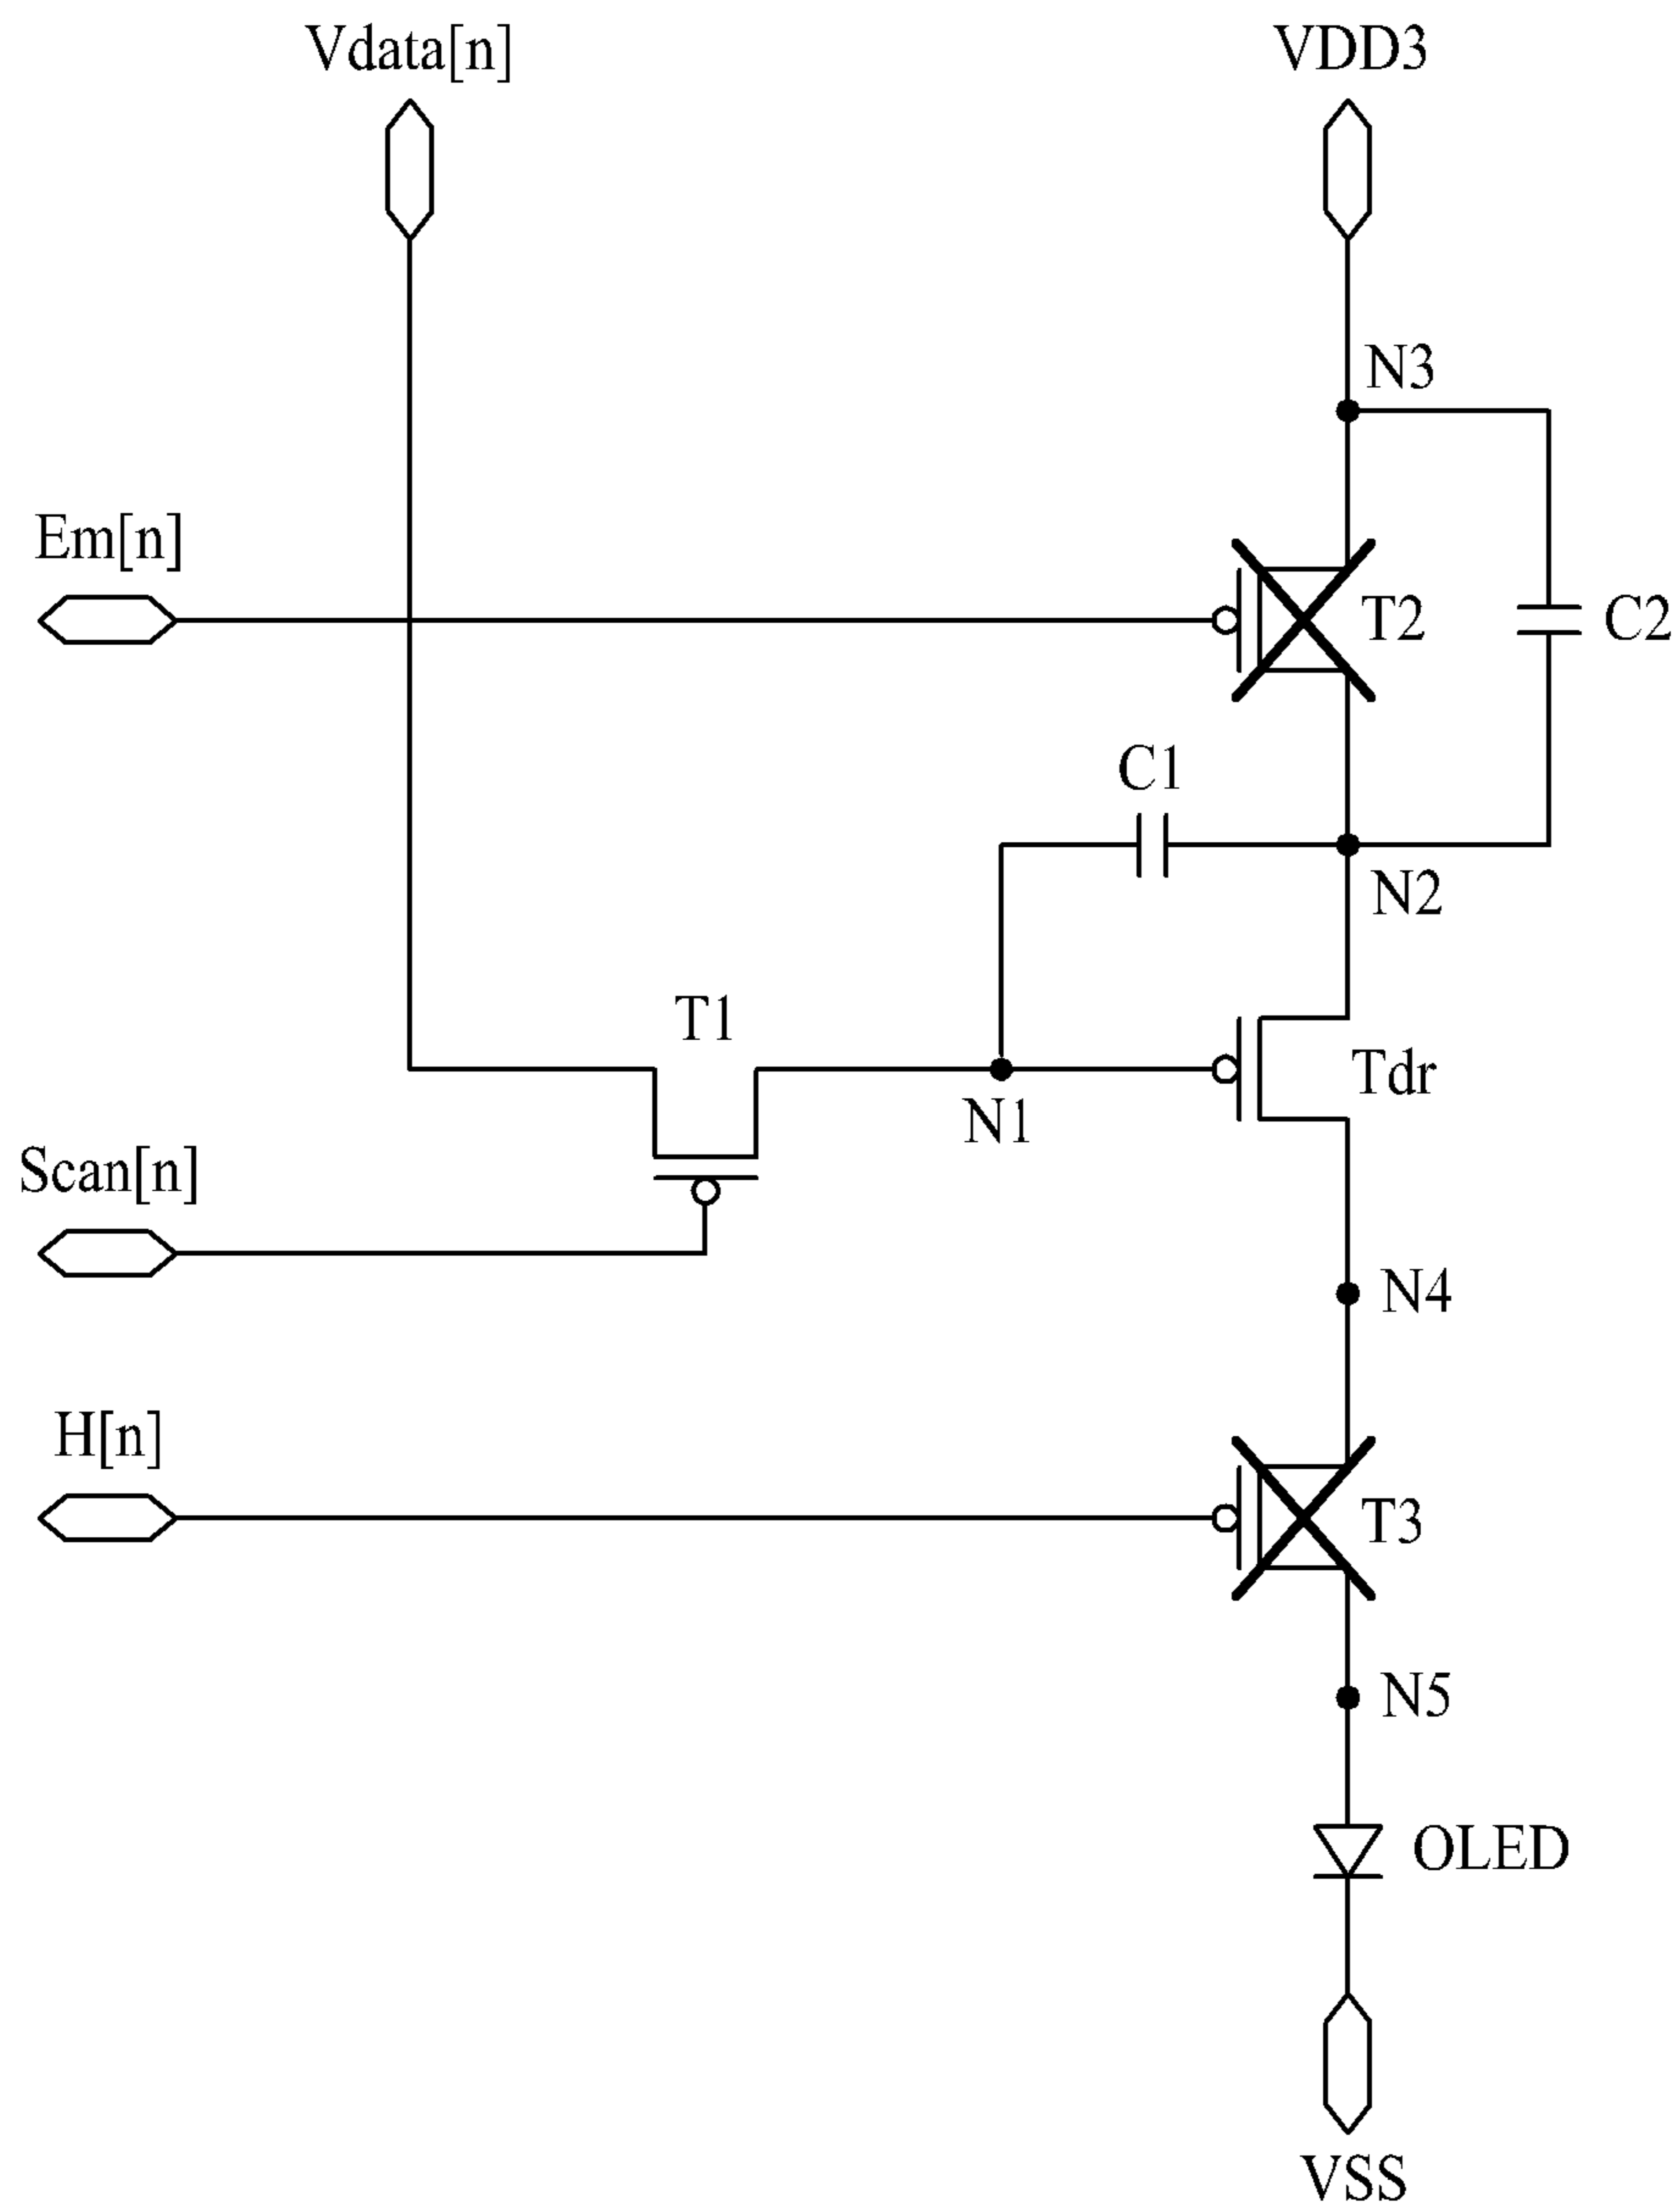 Vdata[n]
VDD3
N3
Em[n]
T2
C2
C1
N2
T1
Tdr
N1
Scan[n]
N4
H[n]
T3
N5
OLED
VSS